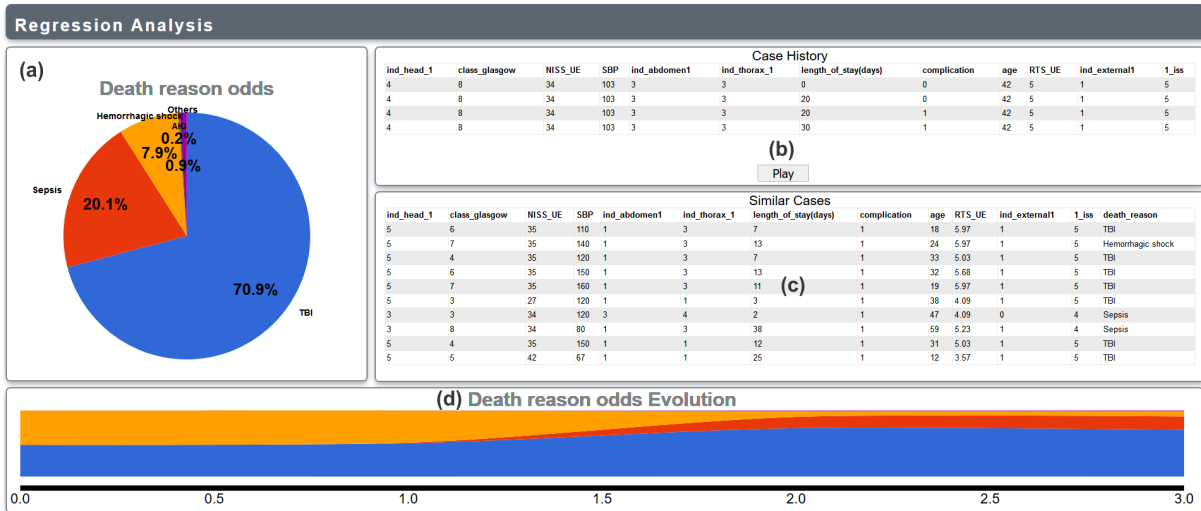 Regression Analysis
(a)
Death reason odds
Others
Hemorrhagic shock
AKI
0.2%
7.9%
0.9%
Sepsis
20.1%
70.9%
TBI
Case History
ind_head_1 class_glasgow NISS_UE SBP ind_abdomen1 ind_thorax_1 length_of_stay(days) complication age RTS_UE ind_external1 1_iss
4 8 34 103 3 3 0 0 42 5 1 5
4 8 34 103 3 3 20 0 42 5 1 5
4 8 34 103 3 3 20 1 42 5 1 5
4 8 34 103 3 3 30 1 42 5 1 5
(b)
Play
Similar Cases
ind_head_1 class_glasgow NISS_UE SBP ind_abdomen1 ind_thorax_1 length_of_stay(days) complication age RTS_UE ind_external1 1_iss death_reason
5 6 35 110 1 3 7 1 18 5.97 1 5 TBI
5 7 35 140 1 3 13 1 24 5.97 1 5 Hemorrhagic shock
5 4 35 120 1 3 7 1 33 5.03 1 5 TBI
5 6 35 150 1 3 13 1 32 5.68 1 5 TBI
5 7 35 160 1 3 11 1 19 5.97 1 5 TBI
5 3 27 120 1 1 3 1 38 4.09 1 5 TBI
3 3 34 120 3 4 2 1 47 4.09 0 4 Sepsis
3 8 34 80 1 3 38 1 59 5.23 1 4 Sepsis
5 4 35 150 1 1 12 1 31 5.03 1 5 TBI
5 5 42 67 1 1 25 1 12 3.57 1 5 TBI
(c)
(d) Death reason odds Evolution
0.0 0.5 1.0 1.5 2.0 2.5 3.0